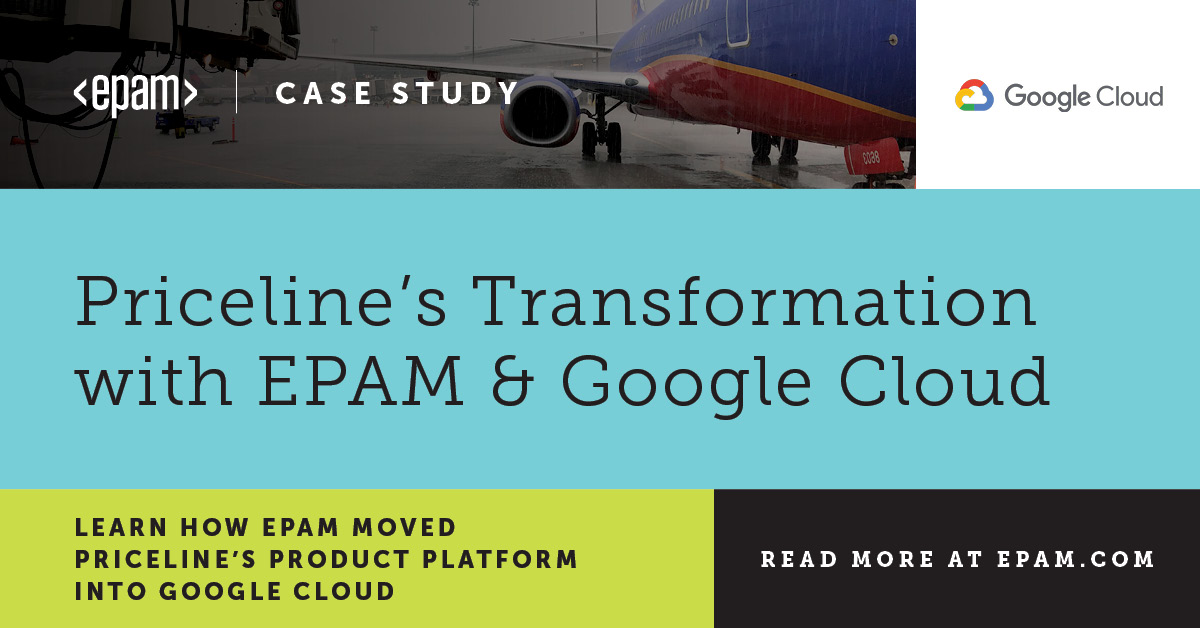 <epam> CASE STUDY
Google Cloud
Priceline’s Transformation
with EPAM & Google Cloud
LEARN HOW EPAM MOVED
PRICELINE’S PRODUCT PLATFORM
INTO GOOGLE CLOUD
READ MORE AT EPAM.COM